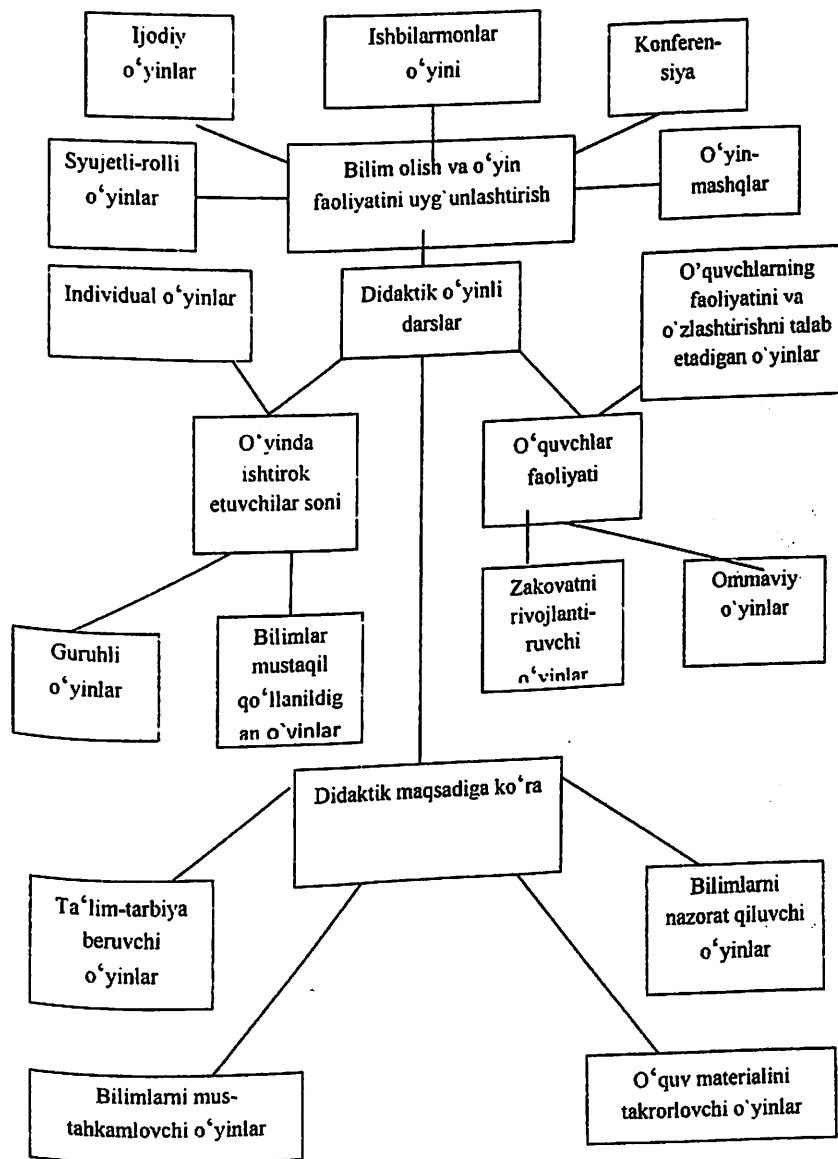 Ijodiy
o‘yinlar
Ishbilarmonlar
o‘yini
Konferen-
siya
Syujetli-rolli
o‘yinlar
Bilim olish va o‘yin
faoliyatini uyg`unlashtirish
O‘yin-
mashqlar
Individual o‘yinlar
Didaktik o‘yinli
darslar
O’quvchlarning
faoliyatini va
o`zlashtirishni talab
etadigan o`yinlar
O‘yinda
ishtirok
etuvchilar soni
O‘quvchlar
faoliyati
Guruhli
o‘yinlar
Bilimlar
mustaqil
qo‘llanildig
an o`yinlar
Zakovatni
rivojlanti-
ruvchi
o‘yinlar
Ommaviy
o`yinlar
Didaktik maqsadiga ko‘ra
Ta‘lim-tarbiya
beruvchi
o‘yinlar
Bilimlarni
nazorat qiluvchi
o‘yinlar
Bilimlarni mus-
tahkamlovchi o‘yinlar
O‘quv materialini
takrorlovchi o`yinlar